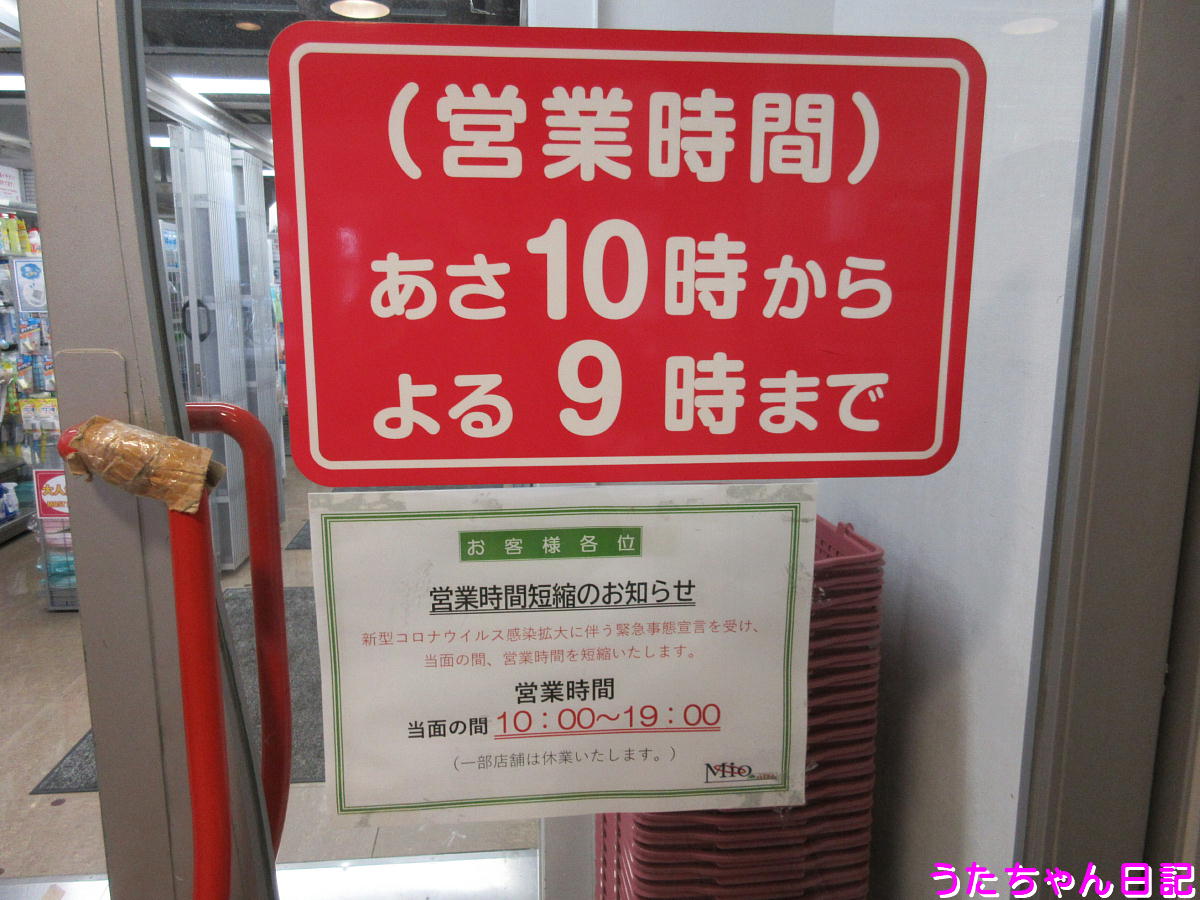 （営業時間）
あさ10時から
よる 9 時まで
お客様各位
営業時間短縮のお知らせ
新型コロナウイルス感染拡大に伴う緊急事態宣言を受け、
当面の間、営業時間を短縮いたします。
営業時間
当面の間 10：00～19：00
（一部店舗は休業いたします。）
Mio
うたちゃん日記